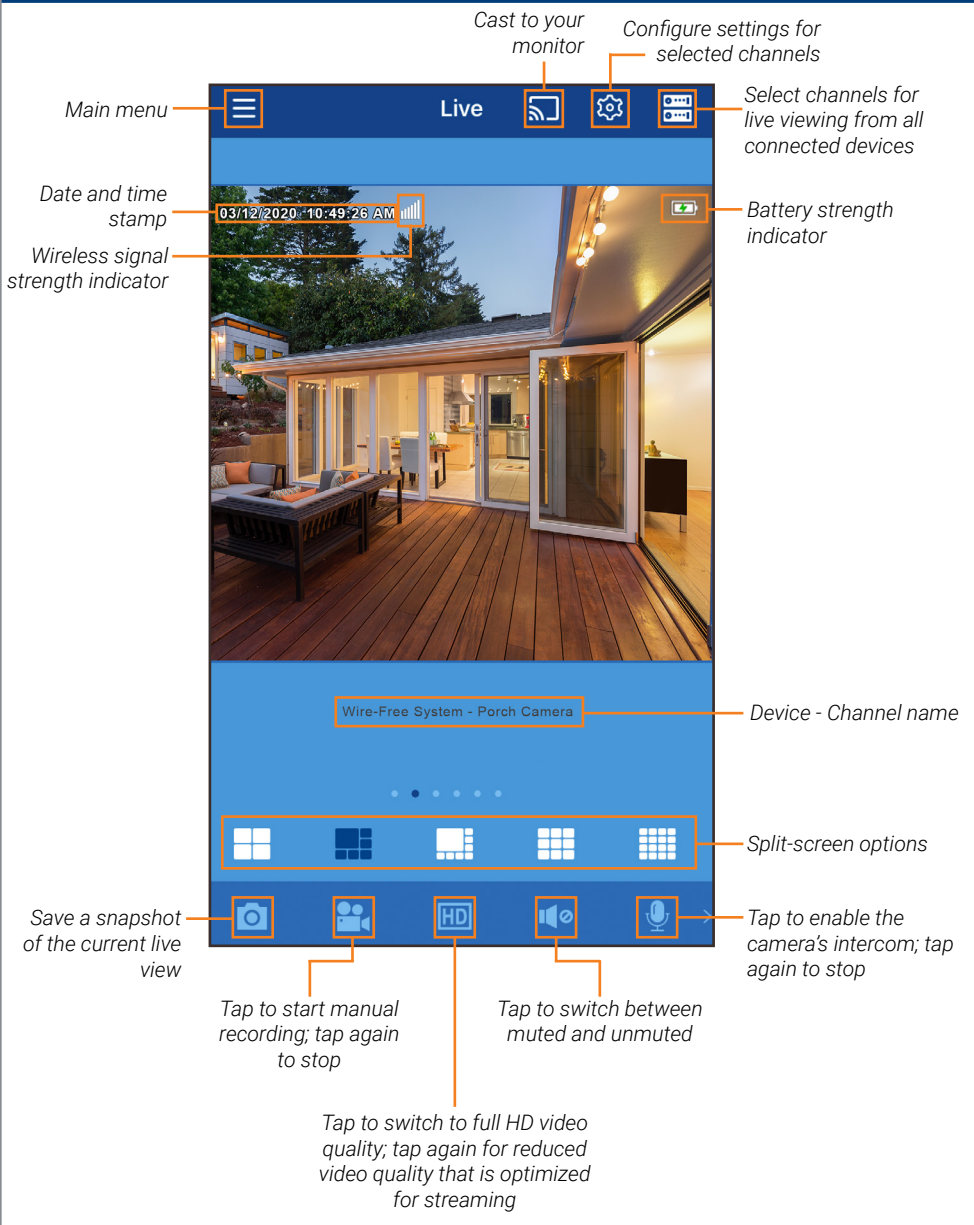 Cast to your
monitor
Configure settings for
selected channels
Main menu
Live
Select channels for
live viewing from all
connected devices
Date and time
stamp
03/12/2020 10:49:26 AM
Battery strength
indicator
Wireless signal
strength indicator
Wire-Free System - Porch Camera
Device - Channel name
Split-screen options
Save a snapshot
of the current live
view
HD
Tap to enable the
camera's intercom; tap
again to stop
Tap to start manual
recording; tap again
to stop
Tap to switch between
muted and unmuted
Tap to switch to full HD video
quality; tap again for reduced
video quality that is optimized
for streaming